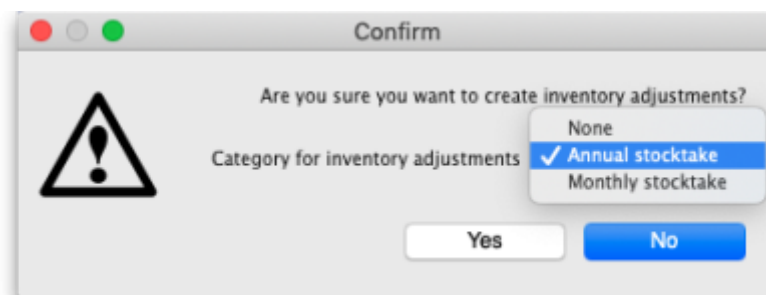 Confirm
Are you sure you want to create inventory adjustments?
None
Category for inventory adjustments ✓ Annual stocktake
Monthly stocktake
Yes No